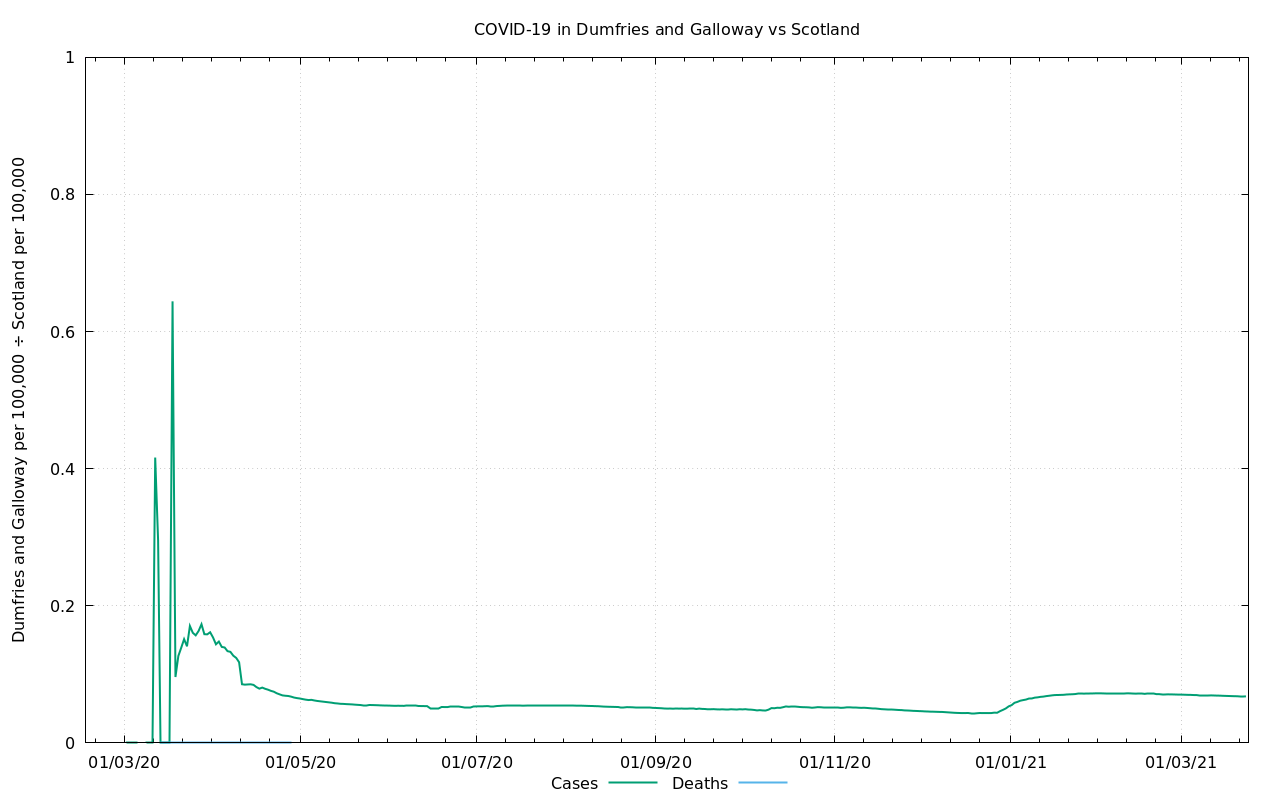 COVID-19 in Dumfries and Galloway vs Scotland
Dumfries and Galloway per 100,000 ÷ Scotland per 100,000
1
0.8
0.6
0.4
0.2
0
01/03/20 01/05/20 01/07/20 01/09/20 01/11/20 01/01/21 01/03/21
Cases Deaths